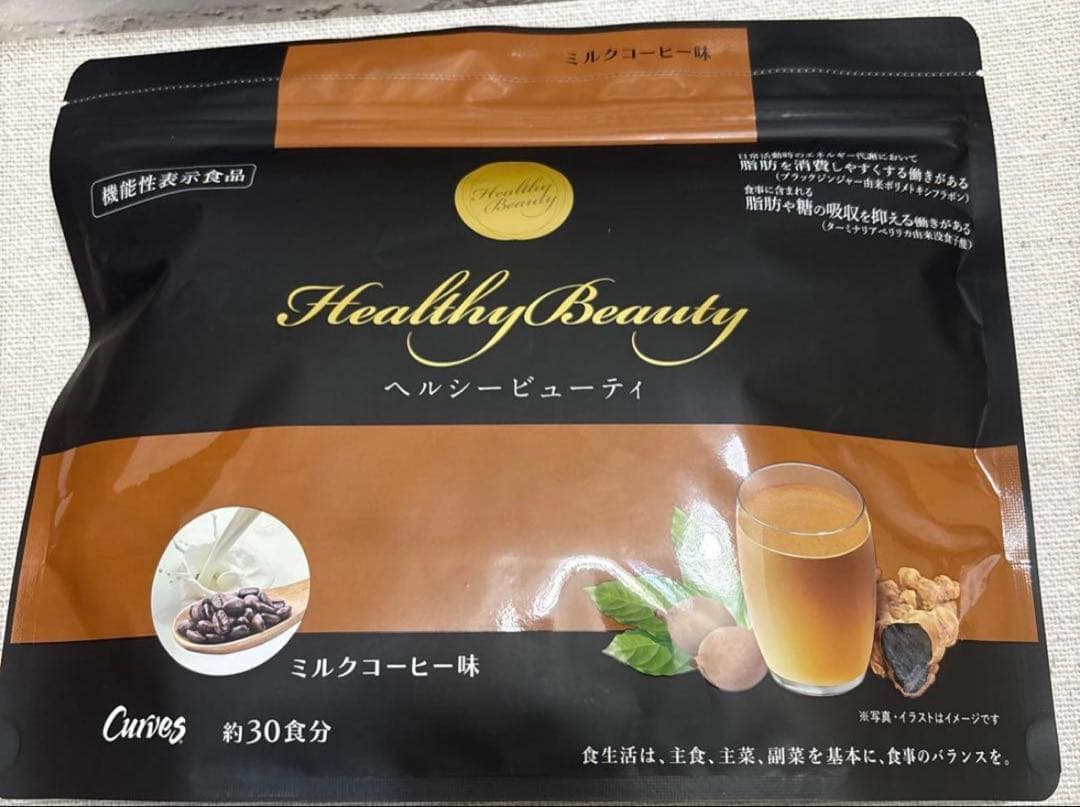 ミルクコーヒー味
機能性表示食品
Healthy
Beauty
日常活動時のエネルギー代謝において
脂肪を消費しやすくする働きがある
(ブラックジンジャー由来ポリメトキシフラボン)
食事に含まれる
脂肪や糖の吸収を抑える働きがある
(ターミナリアベリリカ由来没食子酸)
Healthy Beauty
ヘルシービューティ
ミルクコーヒー味
Curves
約30食分
※写真・イラストはイメージです
食生活は、主食、主菜、副菜を基本に、食事のバランスを。